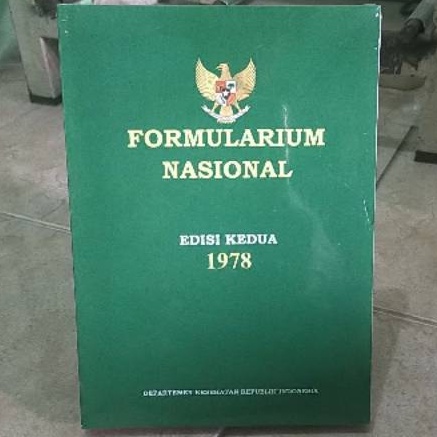 FORMULARIUM
NASIONAL
EDISI KEDUA
1978
DEPARTEMEN KESEHATAN REPUBLIK INDONESIA